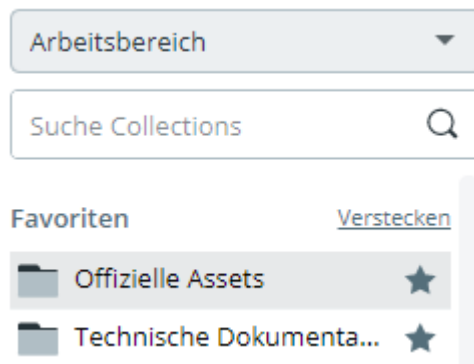 Arbeitsbereich
Suche Collections
Favoriten Verstecken
Offizielle Assets
Technische Dokumenta...